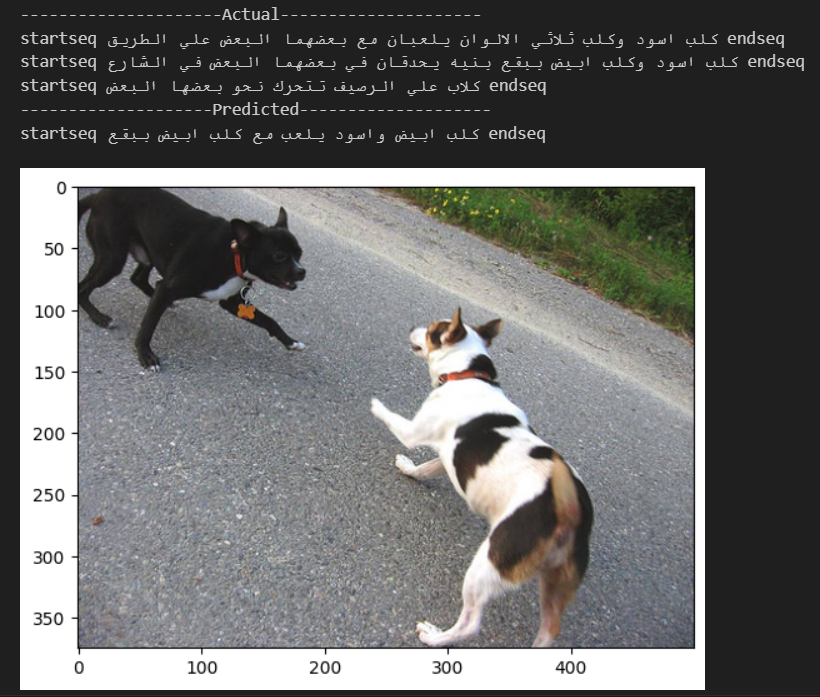 ---------------------Actual---------------------
startseq كلب اسود وكلب ثلاثي الالوان يلعبان مع بعضهما البعض علي الطريق endseq
startseq كلب اسود وكلب ابيض ببقع بنيه يحدقان في بعضهما البعض في الشارع endseq
startseq كلاب علي الرصيف تتحرك نحو بعضها البعض endseq
--------------------Predicted--------------------
startseq كلب ابيض واسود يلعب مع كلب ابيض ببقع endseq
0
50
100
150
200
250
300
350
0 100 200 300 400